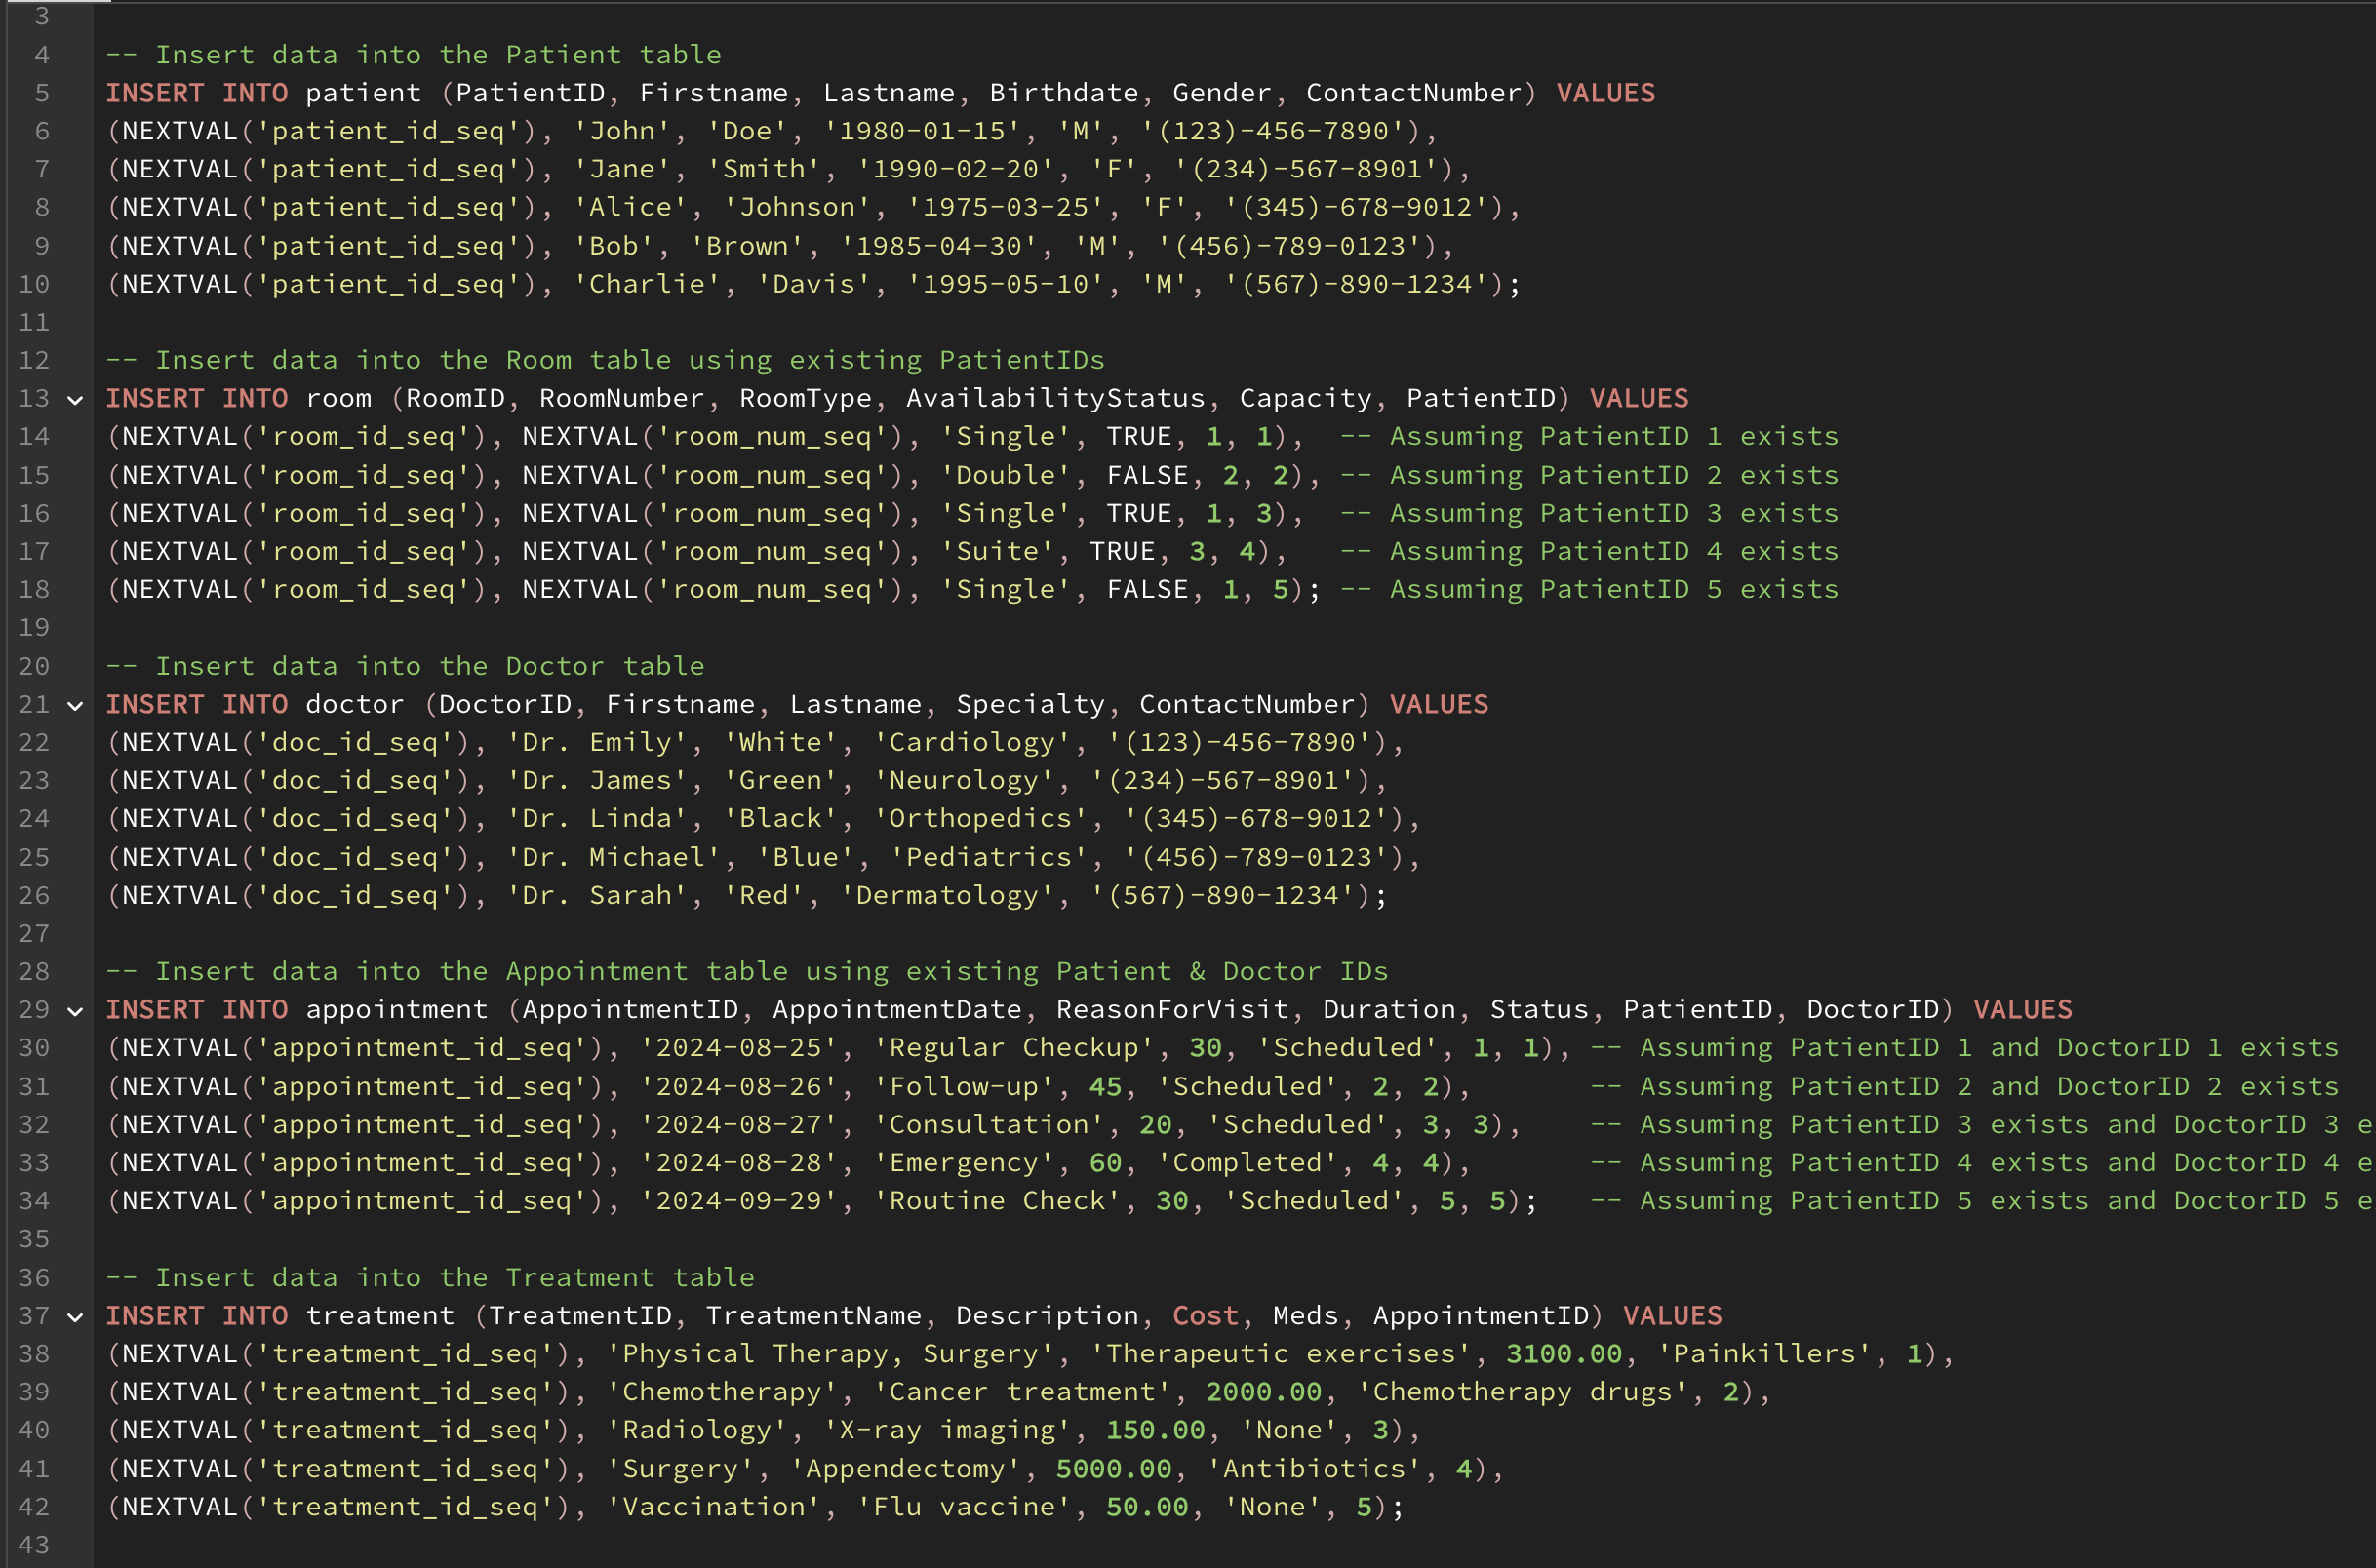 3
4 -- Insert data into the Patient table
5 INSERT INTO patient (PatientID, Firstname, Lastname, Birthdate, Gender, ContactNumber) VALUES
6 (NEXTVAL('patient_id_seq'), 'John', 'Doe', '1980-01-15', 'M', '(123)-456-7890'),
7 (NEXTVAL('patient_id_seq'), 'Jane', 'Smith', '1990-02-20', 'F', '(234)-567-8901'),
8 (NEXTVAL('patient_id_seq'), 'Alice', 'Johnson', '1975-03-25', 'F', '(345)-678-9012'),
9 (NEXTVAL('patient_id_seq'), 'Bob', 'Brown', '1985-04-30', 'M', '(456)-789-0123'),
10 (NEXTVAL('patient_id_seq'), 'Charlie', 'Davis', '1995-05-10', 'M', '(567)-890-1234');
11
12 -- Insert data into the Room table using existing PatientIDs
13 INSERT INTO room (RoomID, RoomNumber, RoomType, AvailabilityStatus, Capacity, PatientID) VALUES
14 (NEXTVAL('room_id_seq'), NEXTVAL('room_num_seq'), 'Single', TRUE, 1, 1),  -- Assuming PatientID 1 exists
15 (NEXTVAL('room_id_seq'), NEXTVAL('room_num_seq'), 'Double', FALSE, 2, 2), -- Assuming PatientID 2 exists
16 (NEXTVAL('room_id_seq'), NEXTVAL('room_num_seq'), 'Single', TRUE, 1, 3),  -- Assuming PatientID 3 exists
17 (NEXTVAL('room_id_seq'), NEXTVAL('room_num_seq'), 'Suite', TRUE, 3, 4),   -- Assuming PatientID 4 exists
18 (NEXTVAL('room_id_seq'), NEXTVAL('room_num_seq'), 'Single', FALSE, 1, 5); -- Assuming PatientID 5 exists
19
20 -- Insert data into the Doctor table
21 INSERT INTO doctor (DoctorID, Firstname, Lastname, Specialty, ContactNumber) VALUES
22 (NEXTVAL('doc_id_seq'), 'Dr. Emily', 'White', 'Cardiology', '(123)-456-7890'),
23 (NEXTVAL('doc_id_seq'), 'Dr. James', 'Green', 'Neurology', '(234)-567-8901'),
24 (NEXTVAL('doc_id_seq'), 'Dr. Linda', 'Black', 'Orthopedics', '(345)-678-9012'),
25 (NEXTVAL('doc_id_seq'), 'Dr. Michael', 'Blue', 'Pediatrics', '(456)-789-0123'),
26 (NEXTVAL('doc_id_seq'), 'Dr. Sarah', 'Red', 'Dermatology', '(567)-890-1234');
27
28 -- Insert data into the Appointment table using existing Patient & Doctor IDs
29 INSERT INTO appointment (AppointmentID, AppointmentDate, ReasonForVisit, Duration, Status, PatientID, DoctorID) VALUES
30 (NEXTVAL('appointment_id_seq'), '2024-08-25', 'Regular Checkup', 30, 'Scheduled', 1, 1), -- Assuming PatientID 1 and DoctorID 1 exists
31 (NEXTVAL('appointment_id_seq'), '2024-08-26', 'Follow-up', 45, 'Scheduled', 2, 2),       -- Assuming PatientID 2 and DoctorID 2 exists
32 (NEXTVAL('appointment_id_seq'), '2024-08-27', 'Consultation', 20, 'Scheduled', 3, 3),    -- Assuming PatientID 3 exists and DoctorID 3 e
33 (NEXTVAL('appointment_id_seq'), '2024-08-28', 'Emergency', 60, 'Completed', 4, 4),       -- Assuming PatientID 4 exists and DoctorID 4 e
34 (NEXTVAL('appointment_id_seq'), '2024-09-29', 'Routine Check', 30, 'Scheduled', 5, 5);   -- Assuming PatientID 5 exists and DoctorID 5 e
35
36 -- Insert data into the Treatment table
37 INSERT INTO treatment (TreatmentID, TreatmentName, Description, Cost, Meds, AppointmentID) VALUES
38 (NEXTVAL('treatment_id_seq'), 'Physical Therapy, Surgery', 'Therapeutic exercises', 3100.00, 'Painkillers', 1),
39 (NEXTVAL('treatment_id_seq'), 'Chemotherapy', 'Cancer treatment', 2000.00, 'Chemotherapy drugs', 2),
40 (NEXTVAL('treatment_id_seq'), 'Radiology', 'X-ray imaging', 150.00, 'None', 3),
41 (NEXTVAL('treatment_id_seq'), 'Surgery', 'Appendectomy', 5000.00, 'Antibiotics', 4),
42 (NEXTVAL('treatment_id_seq'), 'Vaccination', 'Flu vaccine', 50.00, 'None', 5);
43